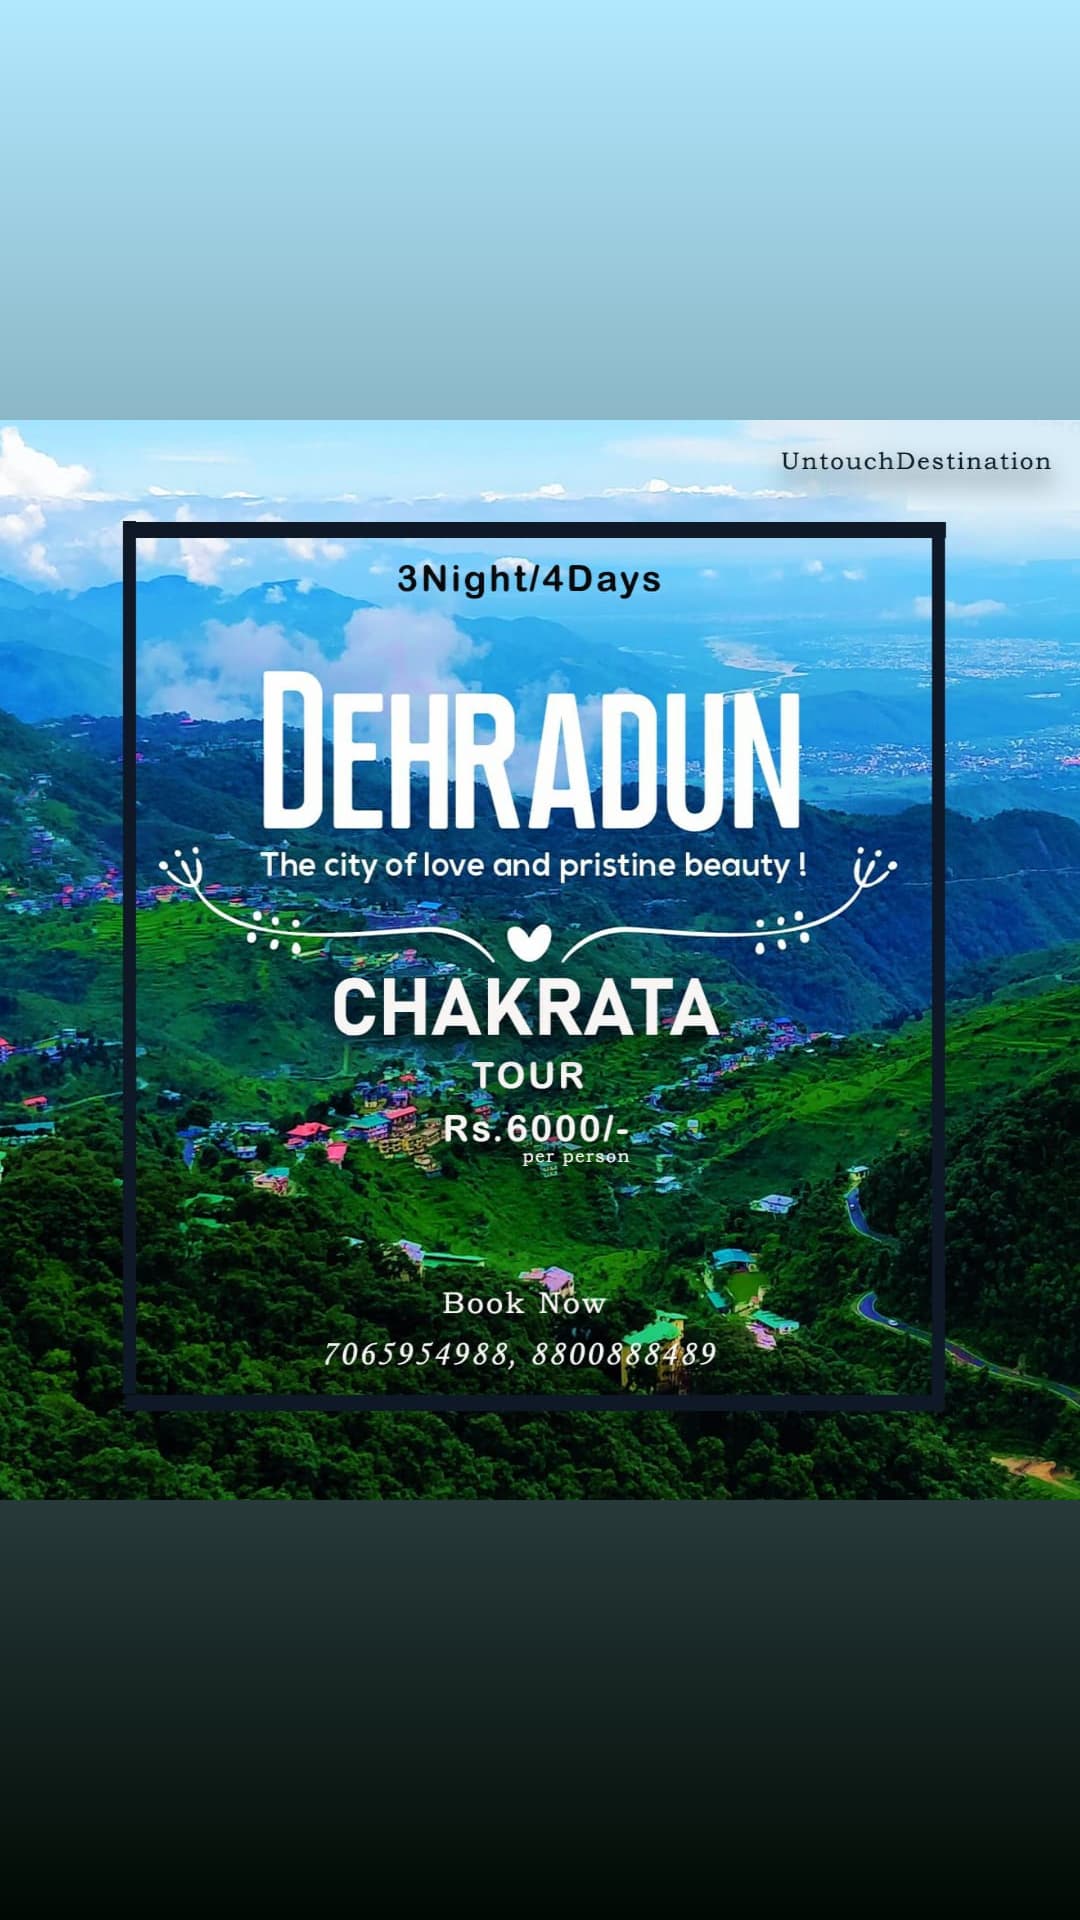 UntouchDestination
3Night/4Days
DEHRADUN
The city of love and pristine beauty !
CHAKRATA
TOUR
Rs.6000/-
per person
Book Now
7065954988, 8800888489